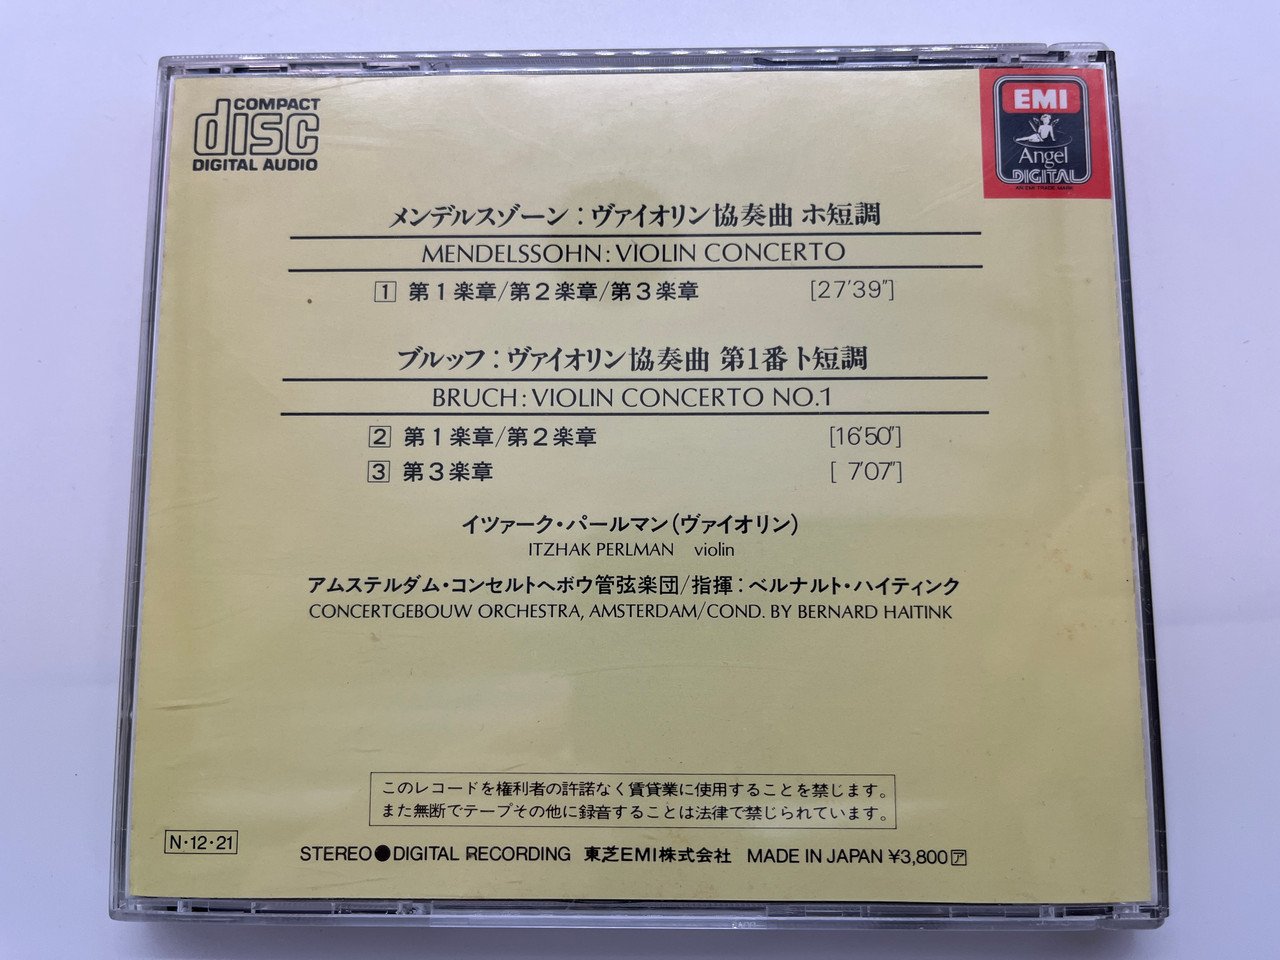 COMPACT
disc
DIGITAL AUDIO
EMI
Angel
DIGITAL
メンデルスゾーン:ヴァイオリン協奏曲 ホ短調
MENDELSSOHN: VIOLIN CONCERTO
1 第1楽章/第2楽章/第3楽章 [27'39"]
ブルッフ:ヴァイオリン協奏曲 第1番 ト短調
BRUCH: VIOLIN CONCERTO NO.1
2 第1楽章/第2楽章 [16'50"]
3 第3楽章 [ 7'07"]
イツァーク・パールマン(ヴァイオリン)
ITZHAK PERLMAN violin
アムステルダム・コンセルトヘボウ管弦楽団/指揮:ベルナルト・ハイティンク
CONCERTGEBOUW ORCHESTRA, AMSTERDAM/COND. BY BERNARD HAITINK
このレコードを権利者の許諾なく賃貸業に使用することを禁じます。
また無断でテープその他に録音することは法律で禁じられています。
N・12・21
STEREO●DIGITAL RECORDING 東芝EMI株式会社 MADE IN JAPAN ¥3,800ア